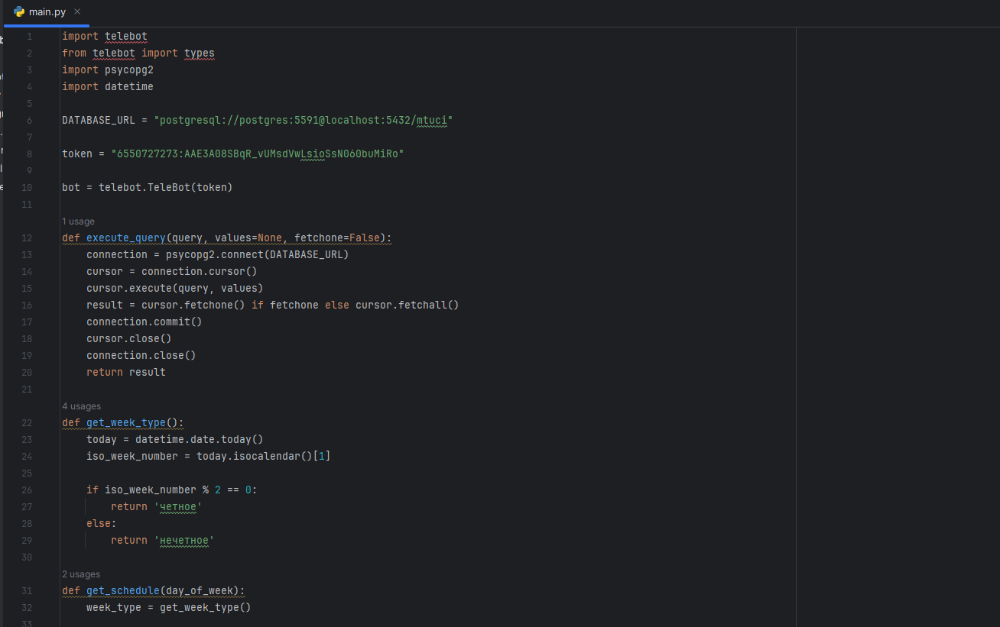 main.py
1 import telebot
2 from telebot import types
3 import psycopg2
4 import datetime
5
6 DATABASE_URL = "postgresql://postgres:5591@localhost:5432/mtuci"
7
8 token = "6550727273:AAE3A08SBqR_vUMsdVwLsioSsN060buMiRo"
9
10 bot = telebot.TeleBot(token)
11
1 usage
12 def execute_query(query, values=None, fetchone=False):
13     connection = psycopg2.connect(DATABASE_URL)
14     cursor = connection.cursor()
15     cursor.execute(query, values)
16     result = cursor.fetchone() if fetchone else cursor.fetchall()
17     connection.commit()
18     cursor.close()
19     connection.close()
20     return result
21
4 usages
22 def get_week_type():
23     today = datetime.date.today()
24     iso_week_number = today.isocalendar()[1]
25
26     if iso_week_number % 2 == 0:
27         return 'четное'
28     else:
29         return 'нечетное'
30
2 usages
31 def get_schedule(day_of_week):
32     week_type = get_week_type()
33